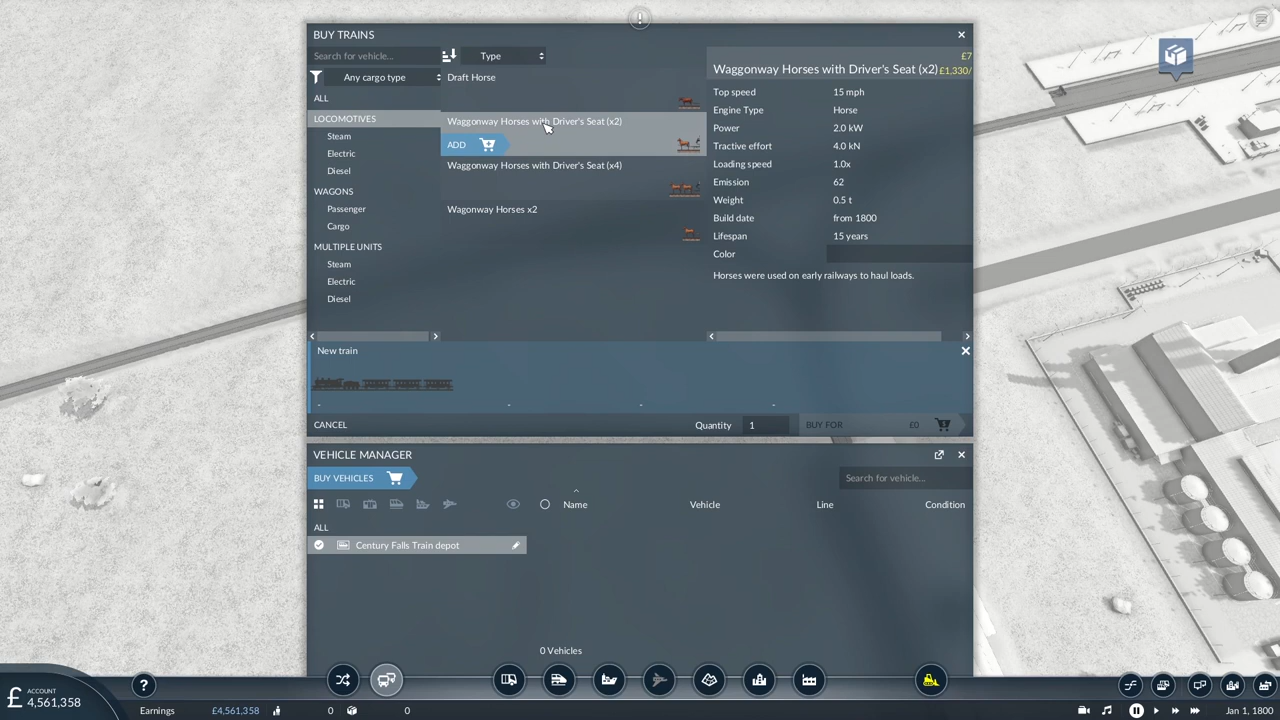 BUY TRAINS
Search for vehicle...
Type
Any cargo type
ALL
LOCOMOTIVES
Steam
Electric
Diesel
WAGONS
Passenger
Cargo
MULTIPLE UNITS
Steam
Electric
Diesel
Draft Horse
Waggonway Horses with Driver's Seat (x2)
ADD
Waggonway Horses with Driver's Seat (x4)
Wagonway Horses x2
£7
Waggonway Horses with Driver's Seat (x2) £1,330/
Top speed 15 mph
Engine Type Horse
Power 2.0 kW
Tractive effort 4.0 kN
Loading speed 1.0x
Emission 62
Weight 0.5 t
Build date from 1800
Lifespan 15 years
Color
Horses were used on early railways to haul loads.
New train
- - - -
CANCEL
Quantity 1
BUY FOR £0
VEHICLE MANAGER
BUY VEHICLES
Search for vehicle...
Name Vehicle Line Condition
ALL
Century Falls Train depot
0 Vehicles
£ ACCOUNT
4,561,358
?
Earnings £4,561,358 0 0
Jan 1, 1800